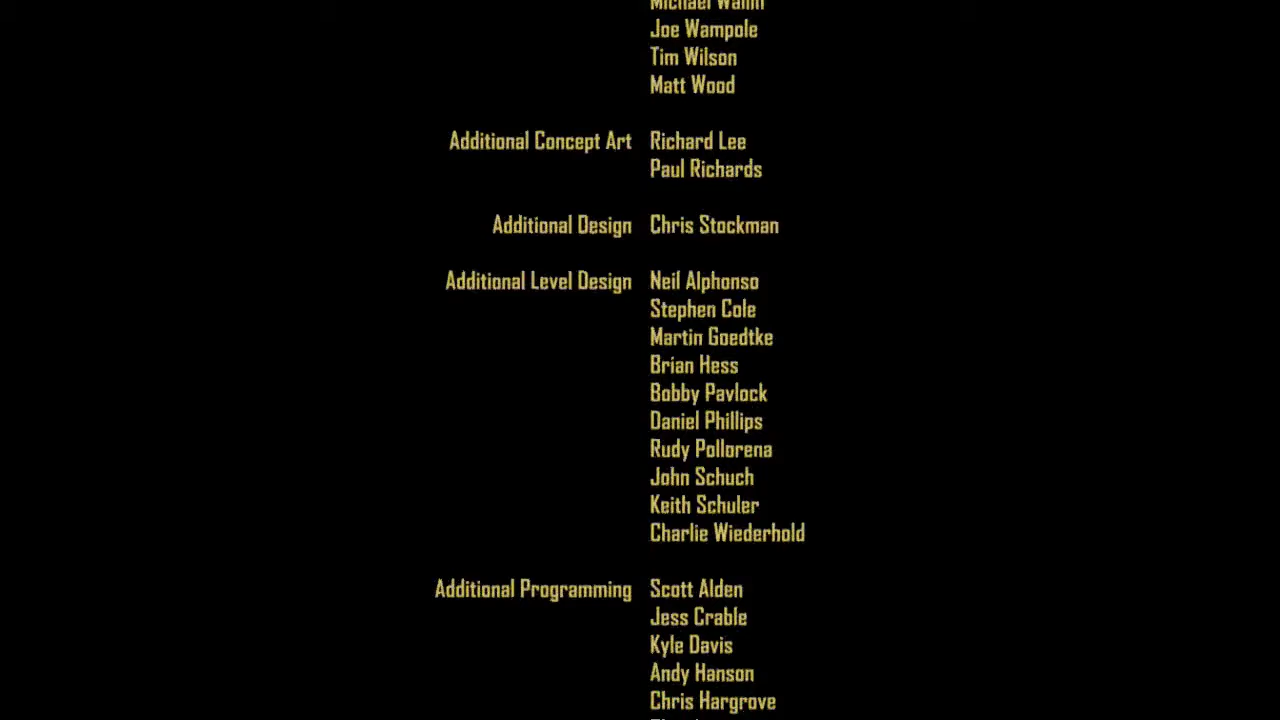 Joe Wampole
Tim Wilson
Matt Wood
Additional Concept Art Richard Lee
Paul Richards
Additional Design Chris Stockman
Additional Level Design Neil Alphonso
Stephen Cole
Martin Goedtke
Brian Hess
Bobby Pavlock
Daniel Phillips
Rudy Pollorena
John Schuch
Keith Schuler
Charlie Wiederhold
Additional Programming Scott Alden
Jess Crable
Kyle Davis
Andy Hanson
Chris Hargrove